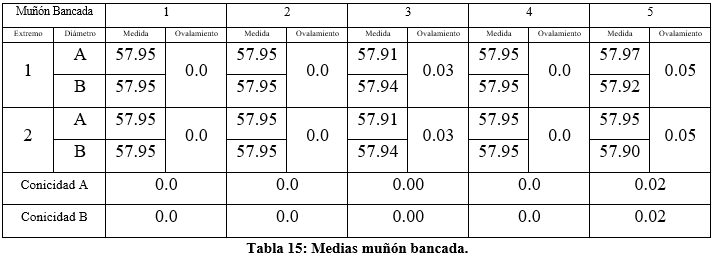 Muñón Bancada 1 2 3 4 5
Extremo Diámetro Medida Ovalamiento Medida Ovalamiento Medida Ovalamiento Medida Ovalamiento Medida Ovalamiento
1 A 57.95 0.0 57.95 0.0 57.91 0.03 57.95 0.0 57.97 0.05
B 57.95 57.95 57.94 57.95 57.92
2 A 57.95 0.0 57.95 0.0 57.91 0.03 57.95 0.0 57.95 0.05
B 57.95 57.95 57.94 57.95 57.90
Conicidad A 0.0 0.0 0.00 0.0 0.02
Conicidad B 0.0 0.0 0.00 0.0 0.02
Tabla 15: Medias muñón bancada.